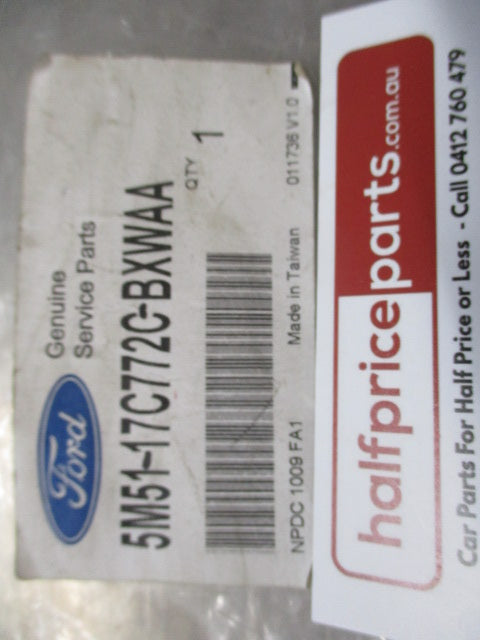 Ford
Genuine
Service Parts
5M51-17C772C-BXWAA
QTY 1
NPDC 1009 FA1
Made in Taiwan
011736 V1.0
halfpriceparts.com.au
Car Parts For Half Price or Less - Call 0412 760 479